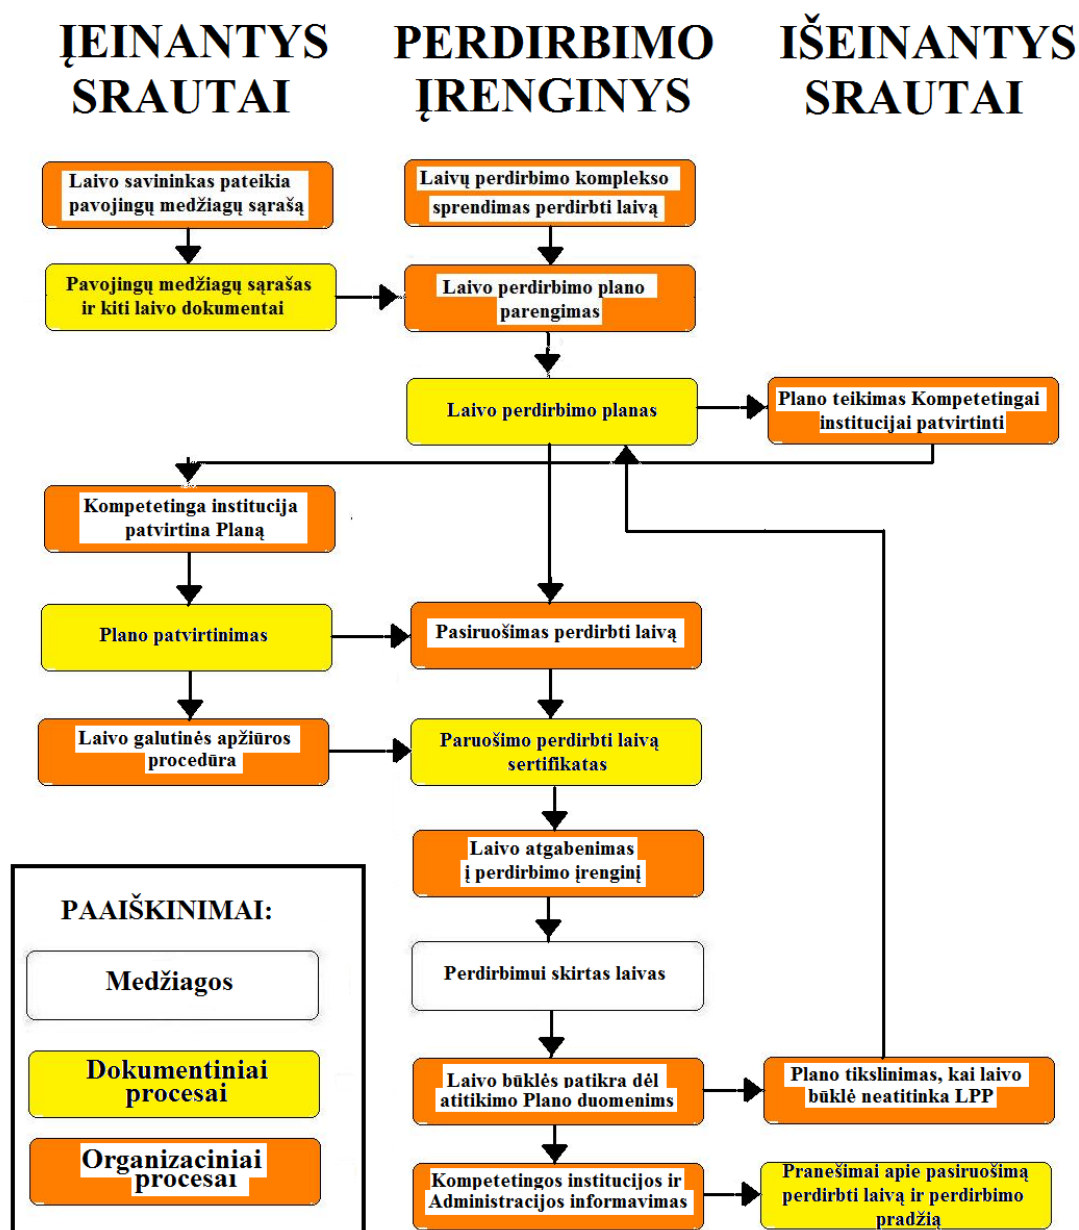 ĮEINANTYS
SRAUTAI
PERDIRBIMO
ĮRENGINYS
IŠEINANTYS
SRAUTAI
Laivo savininkas pateikia
pavojingų medžiagų sąrašą
Laivų perdirbimo komplekso
sprendimas perdirbti laivą
Pavojingų medžiagų sąrašas
ir kiti laivo dokumentai
Laivo perdirbimo plano
parengimas
Laivo perdirbimo planas
Plano teikimas Kompetetingai
institucijai patvirtinti
Kompetetinga institucija
patvirtina Planą
Plano patvirtinimas
Pasiruošimas perdirbti laivą
Laivo galutinės apžiūros
procedūra
Paruošimo perdirbti laivą
sertifikatas
Laivo atgabenimas
į perdirbimo įrenginį
Perdirbimui skirtas laivas
Laivo būklės patikra dėl
atitikimo Plano duomenims
Plano tikslinimas, kai laivo
būklė neatitinka LPP
Kompetetingos institucijos ir
Administracijos informavimas
Pranešimai apie pasiruošimą
perdirbti laivą ir perdirbimo
pradžią
PAAIŠKINIMAI:
Medžiagos
Dokumentiniai
procesai
Organizaciniai
procesai